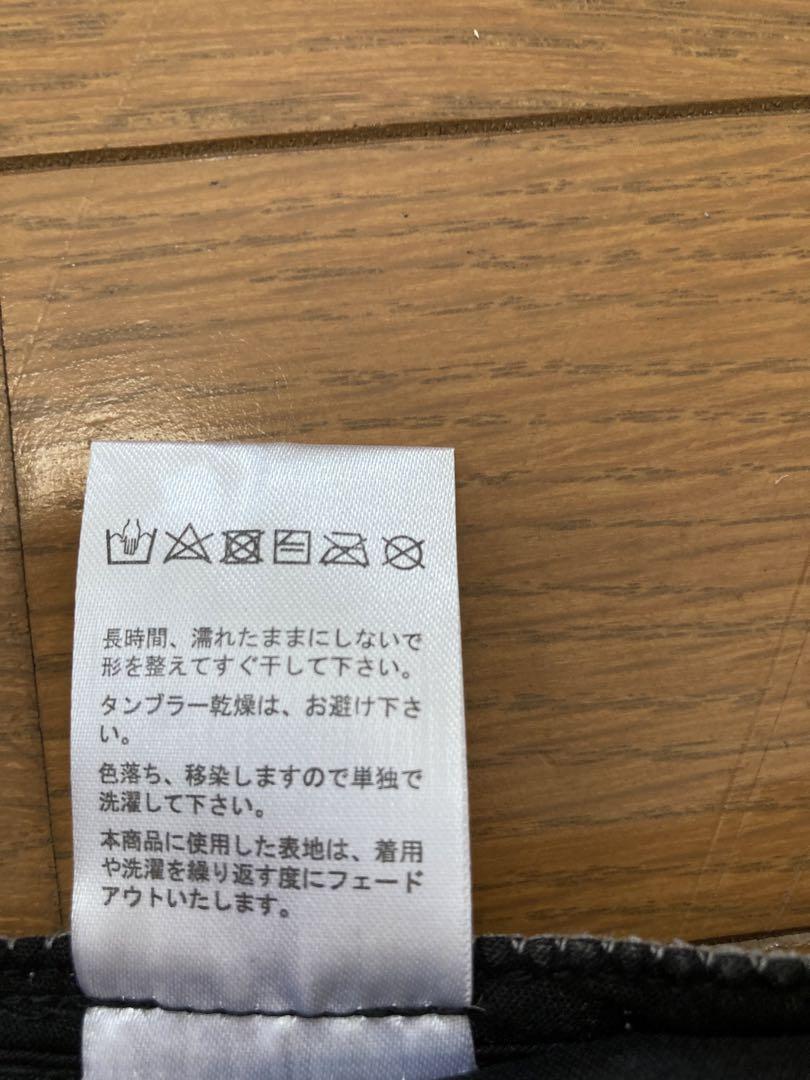 長時間、濡れたままにしないで
形を整えてすぐ干して下さい。
タンブラー乾燥は、お避け下さ
い。
色落ち、移染しますので単独で
洗濯して下さい。
本商品に使用した表地は、着用
や洗濯を繰り返す度にフェード
アウトいたします。